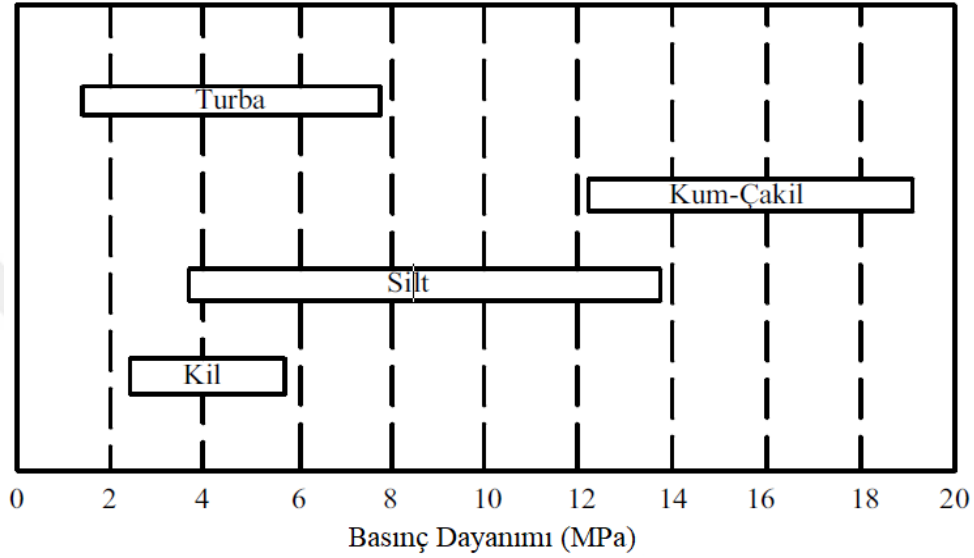 Turba
Kum-Çakil
Silt
Kil
0 2 4 6 8 10 12 14 16 18 20
Basınç Dayanımı (MPa)